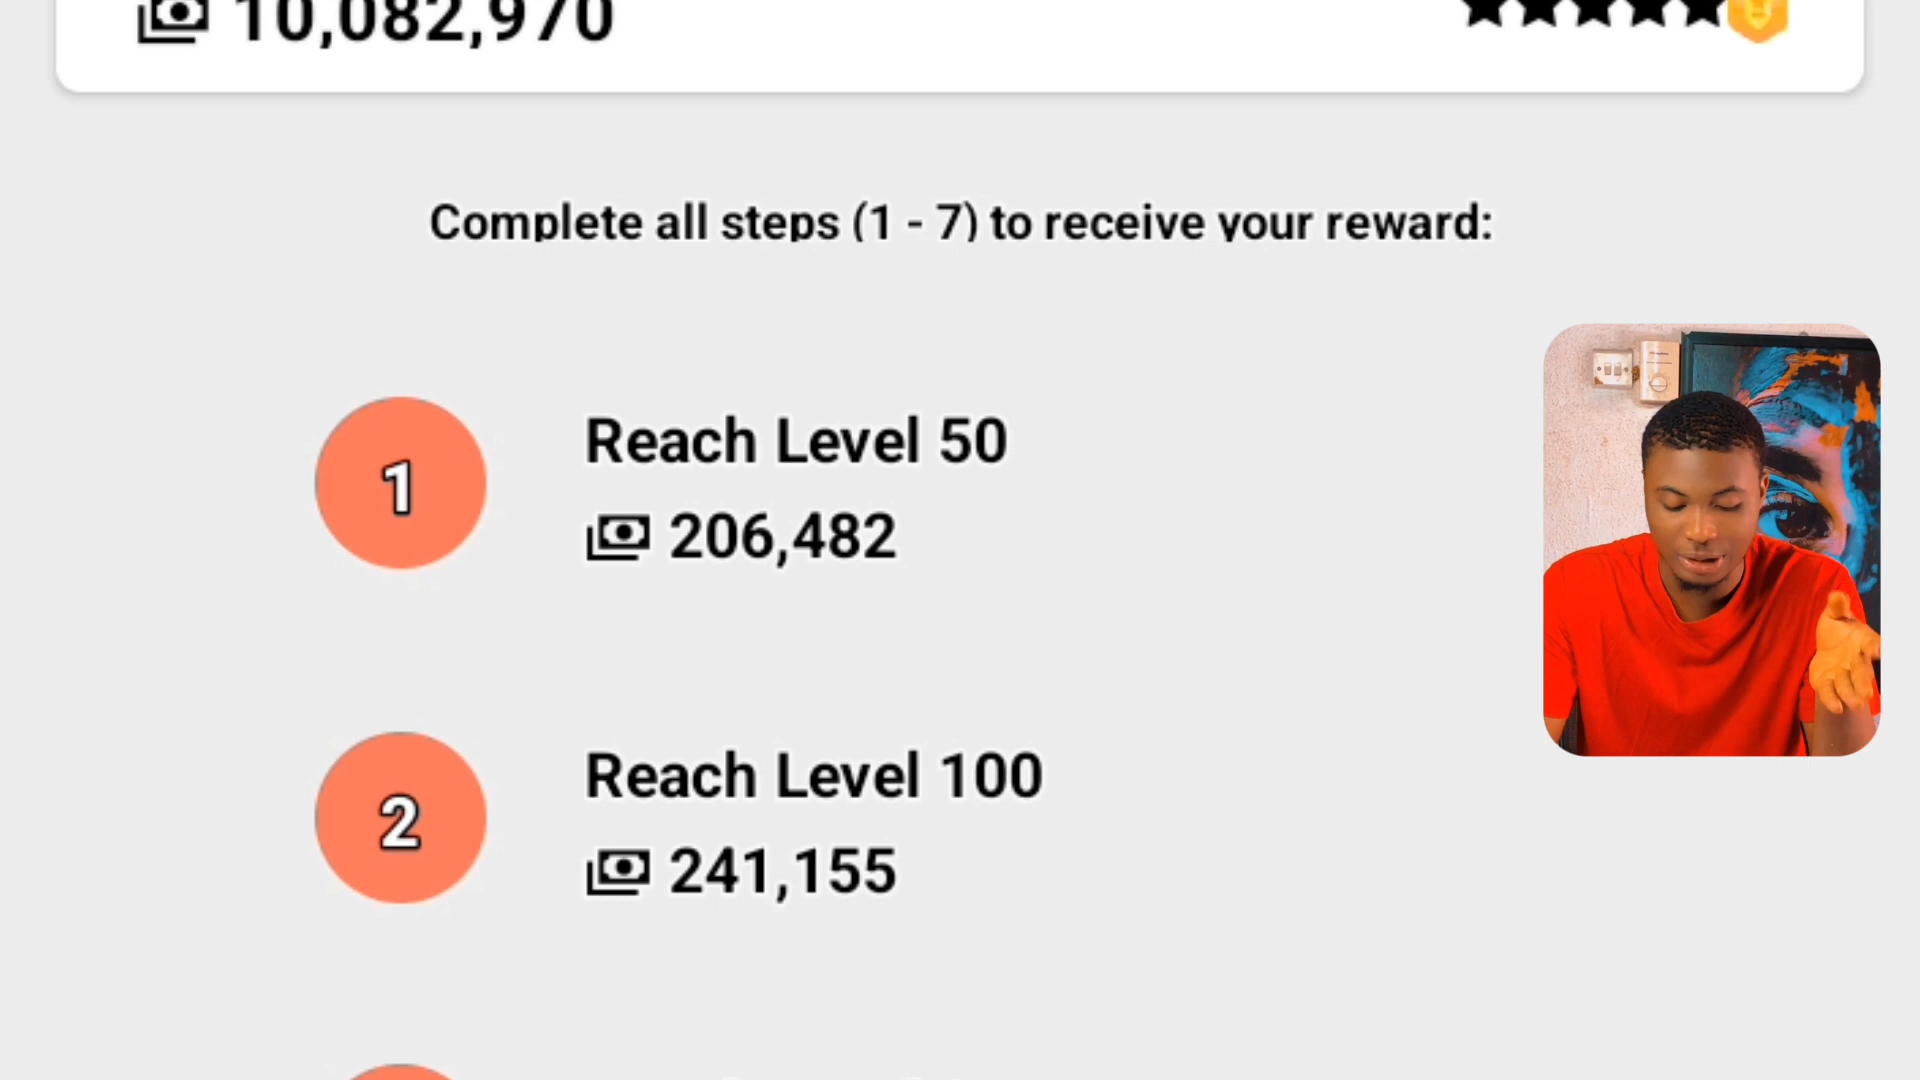 10,082,970
Complete all steps (1 - 7) to receive your reward:
1
Reach Level 50
206,482
2
Reach Level 100
241,155